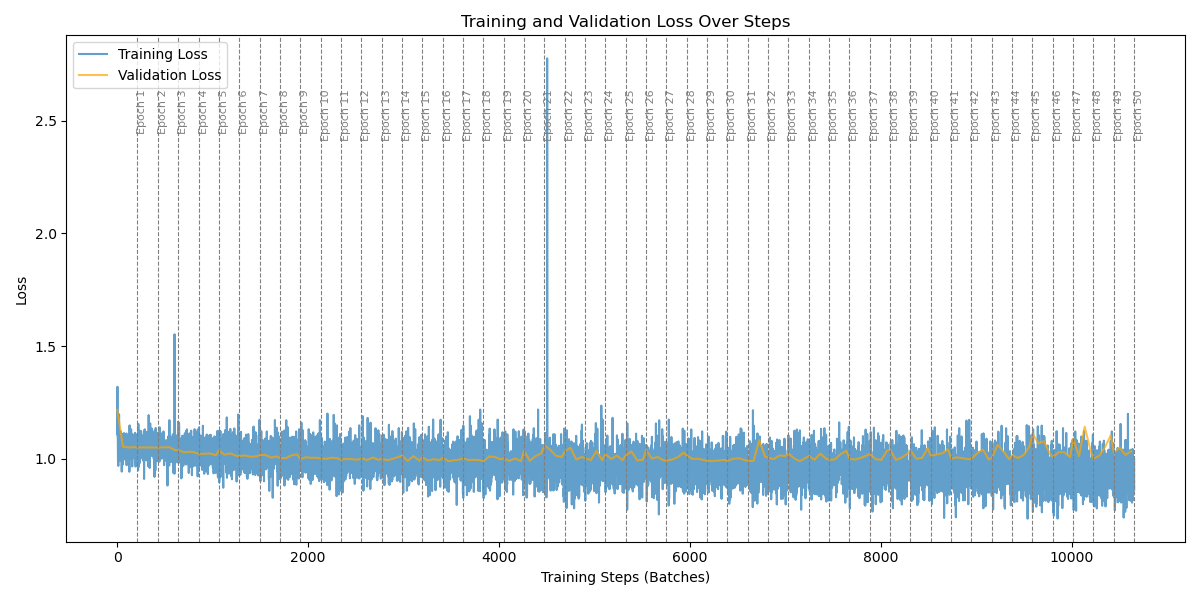 Training and Validation Loss Over Steps
Training Loss
Validation Loss
Epoch 1
Epoch 2
Epoch 3
Epoch 4
Epoch 5
Epoch 6
Epoch 7
Epoch 8
Epoch 9
Epoch 10
Epoch 11
Epoch 12
Epoch 13
Epoch 14
Epoch 15
Epoch 16
Epoch 17
Epoch 18
Epoch 19
Epoch 20
Epoch 21
Epoch 22
Epoch 23
Epoch 24
Epoch 25
Epoch 26
Epoch 27
Epoch 28
Epoch 29
Epoch 30
Epoch 31
Epoch 32
Epoch 33
Epoch 34
Epoch 35
Epoch 36
Epoch 37
Epoch 38
Epoch 39
Epoch 40
Epoch 41
Epoch 42
Epoch 43
Epoch 44
Epoch 45
Epoch 46
Epoch 47
Epoch 48
Epoch 49
Epoch 50
2.5
2.0
1.5
1.0
Loss
0
2000
4000
6000
8000
10000
Training Steps (Batches)